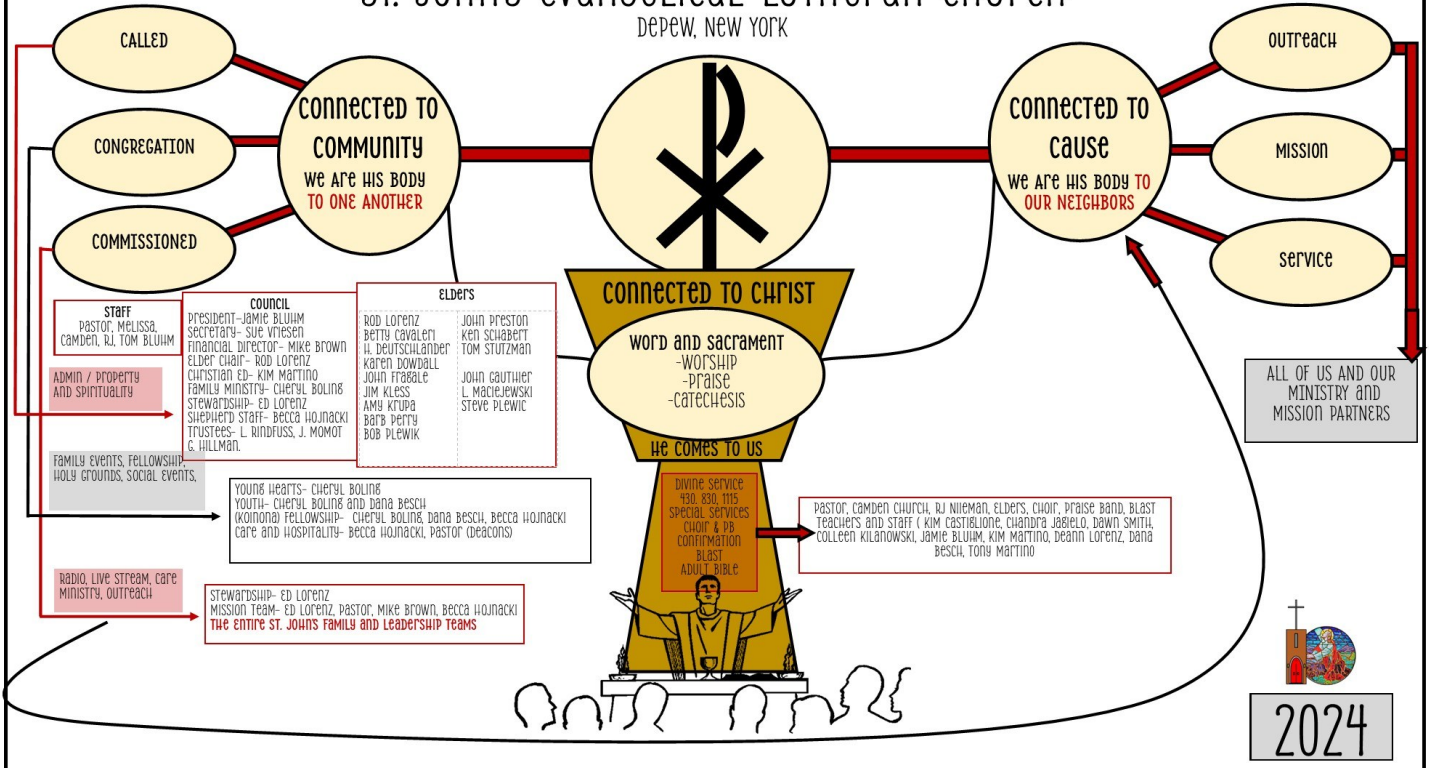 St. John's Evangelical Lutheran Church
Depew, New York
CALLED
CONGREGATION
COMMISSIONED
CONNECTED TO
COMMUNITY
WE ARE HIS BODY
TO ONE ANOTHER
CONNECTED TO
CAUSE
WE ARE HIS BODY TO
OUR NEIGHBORS
OUTREACH
MISSION
SERVICE
ALL OF US AND OUR
MINISTRY AND
MISSION PARTNERS
CONNECTED TO CHRIST
WORD AND SACRAMENT
-WORSHIP
-PRAISE
-CATECHESIS
HE COMES TO US
DIVINE SERVICE
430, 830, 1115
SPECIAL SERVICES
CHOIR & PB
CONFIRMATION
BLAST
ADULT BIBLE
PASTOR, CAMDEN CHURCH, RJ NIIEMAN, ELDERS, CHOIR, PRAISE BAND, BLAST
TEACHERS AND STAFF ( KIM CASTIGLIONE, CHANDRA JABIELO, DAWN SMITH,
COLLEEN KILANOWSKI, JAMIE BLUHM, KIM MARTINO, DEANN LORENZ, DANA
BESCH, TONY MARTINO
STAFF
PASTOR, MELISSA,
CAMDEN, RJ, TOM BLUHM
ADMIN / PROPERTY
AND SPIRITUALITY
COUNCIL
PRESIDENT-JAMIE BLUHM
SECRETARY- SUE VRIESEN
FINANCIAL DIRECTOR- MIKE BROWN
ELDER CHAIR- ROD LORENZ
CHRISTIAN ED- KIM MARTINO
FAMILY MINISTRY- CHERYL BOLING
STEWARDSHIP- ED LORENZ
SHEPHERD STAFF- BECCA HOJNACKI
TRUSTEES- L. RINDFUSS, J. MOMOT
G. HILLMAN.
ELDERS
ROD LORENZ
BETTY CAVALERI
H. DEUTSCHLANDER
KAREN DOWDALL
JOHN FRAGALE
JIM KLESS
AMY KRUPA
BARB PERRY
BOB PLEWIK
JOHN PRESTON
KEN SCHABERT
TOM STUTZMAN
JOHN GAUTHIER
L. MACIEJEWSKI
STEVE PLEWIC
FAMILY EVENTS, FELLOWSHIP,
HOLY GROUNDS, SOCIAL EVENTS,
YOUNG HEARTS- CHERYL BOLING
YOUTH- CHERYL BOLING AND DANA BESCH
(KOINONA) FELLOWSHIP- CHERYL BOLING, DANA BESCH, BECCA HOJNACKI
CARE AND HOSPITALITY- BECCA HOJNACKI, PASTOR (DEACONS)
RADIO, LIVE STREAM, CARE
MINISTRY, OUTREACH
STEWARDSHIP- ED LORENZ
MISSION TEAM- ED LORENZ, PASTOR, MIKE BROWN, BECCA HOJNACKI
THE ENTIRE ST. JOHN'S FAMILY AND LEADERSHIP TEAMS
2024